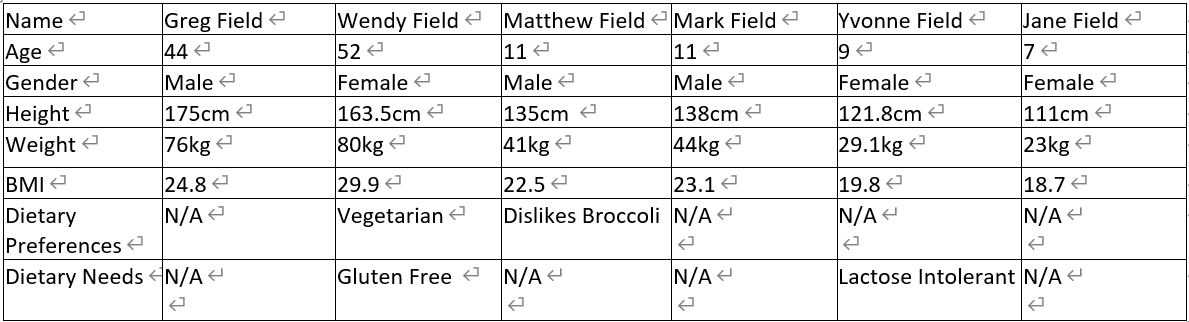 Name Greg Field Wendy Field Matthew Field Mark Field Yvonne Field Jane Field
Age 44 52 11 11 9 7
Gender Male Female Male Male Female Female
Height 175cm 163.5cm 135cm 138cm 121.8cm 111cm
Weight 76kg 80kg 41kg 44kg 29.1kg 23kg
BMI 24.8 29.9 22.5 23.1 19.8 18.7
Dietary N/A Vegetarian Dislikes Broccoli N/A N/A N/A
Preferences
Dietary Needs N/A Gluten Free N/A N/A Lactose Intolerant N/A